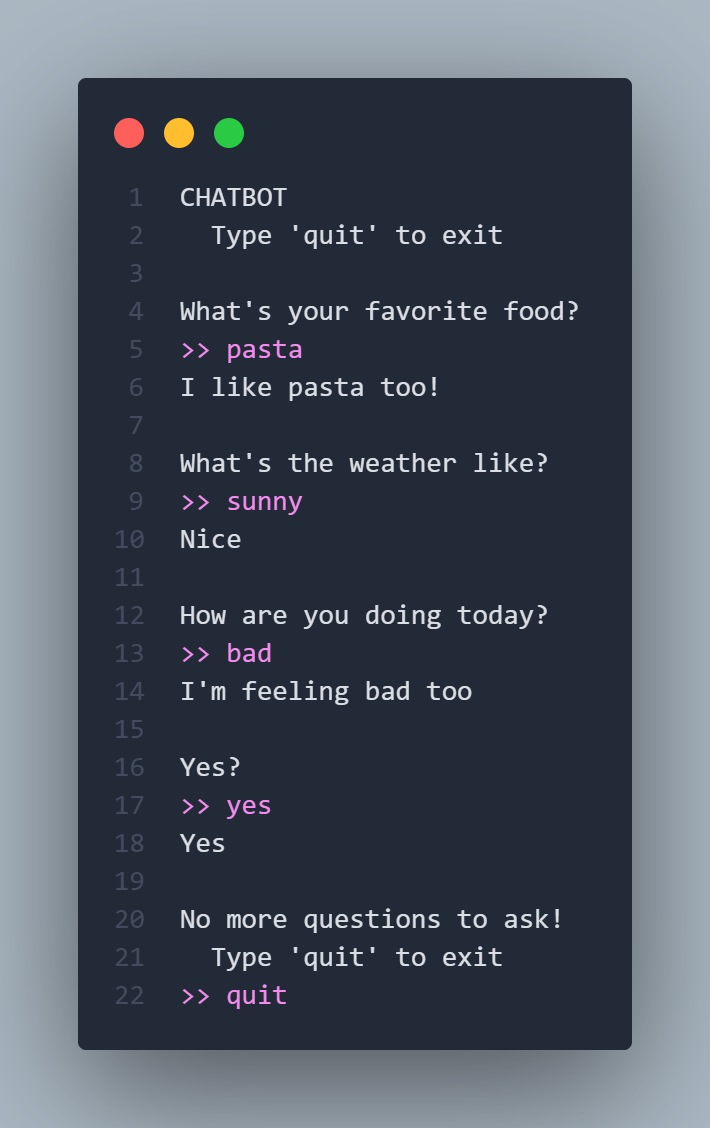 1 CHATBOT
2   Type 'quit' to exit
3
4 What's your favorite food?
5 >> pasta
6 I like pasta too!
7
8 What's the weather like?
9 >> sunny
10 Nice
11
12 How are you doing today?
13 >> bad
14 I'm feeling bad too
15
16 Yes?
17 >> yes
18 Yes
19
20 No more questions to ask!
21   Type 'quit' to exit
22 >> quit